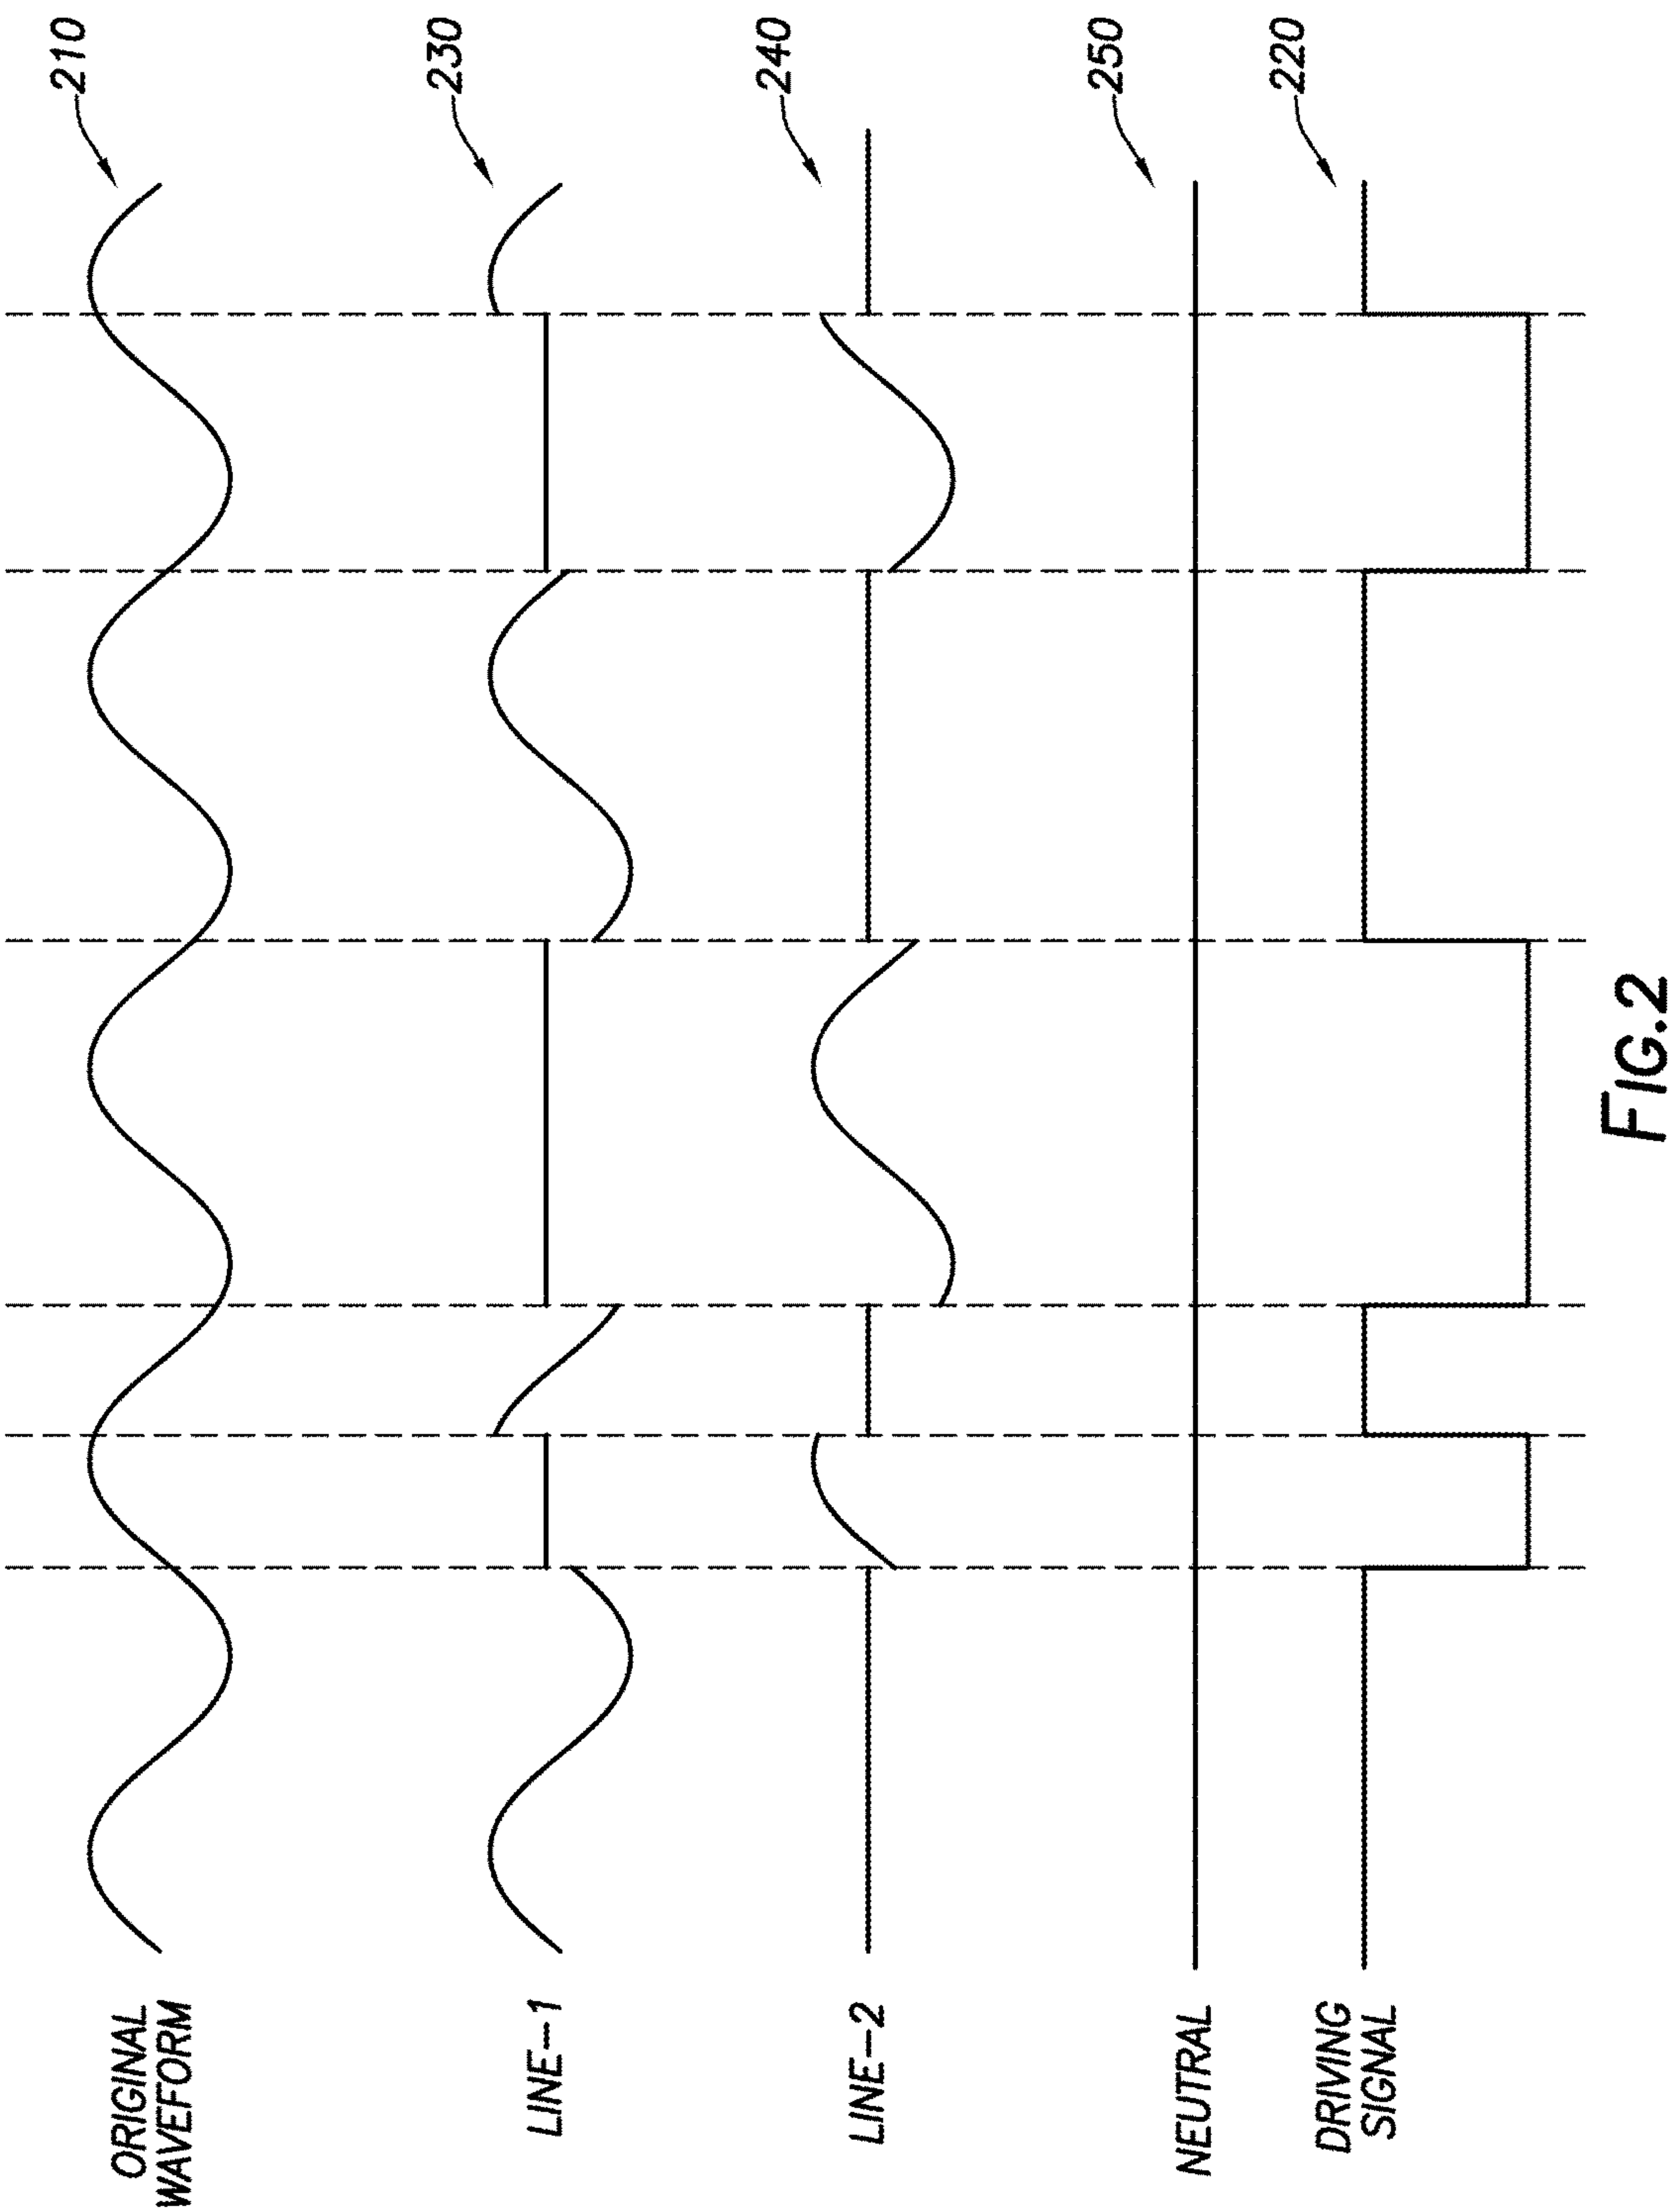 ORIGINAL
WAVEFORM
210
LINE-1
230
LINE-2
240
NEUTRAL
250
DRIVING
SIGNAL
220
FIG.2